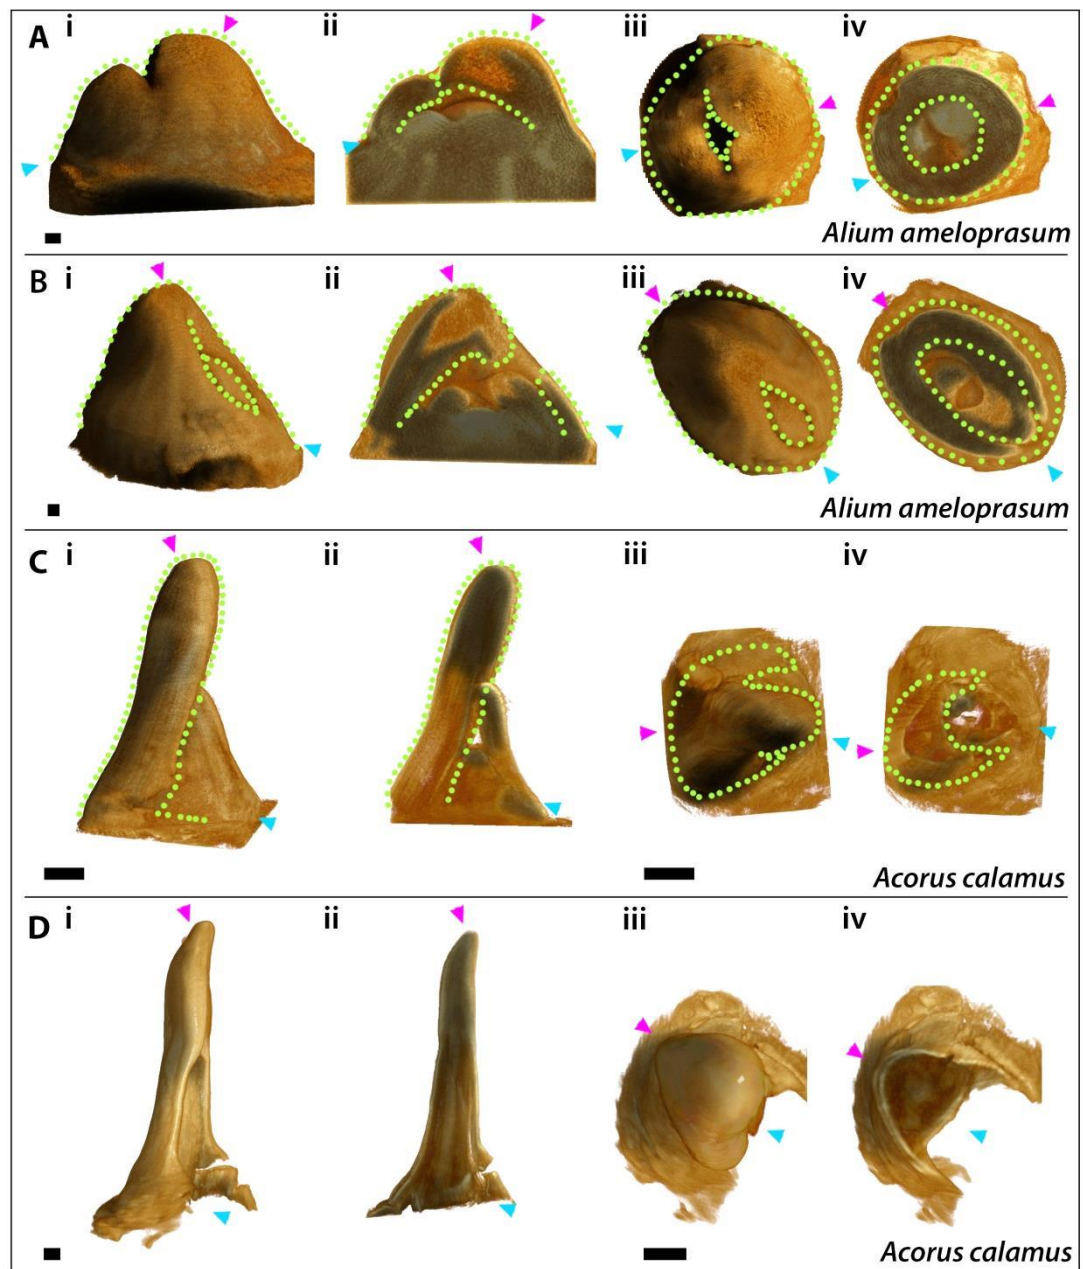 A i ii iii iv
Alium ameloprasum
B i ii iii iv
Alium ameloprasum
C i ii iii iv
Acorus calamus
D i ii iii iv
Acorus calamus